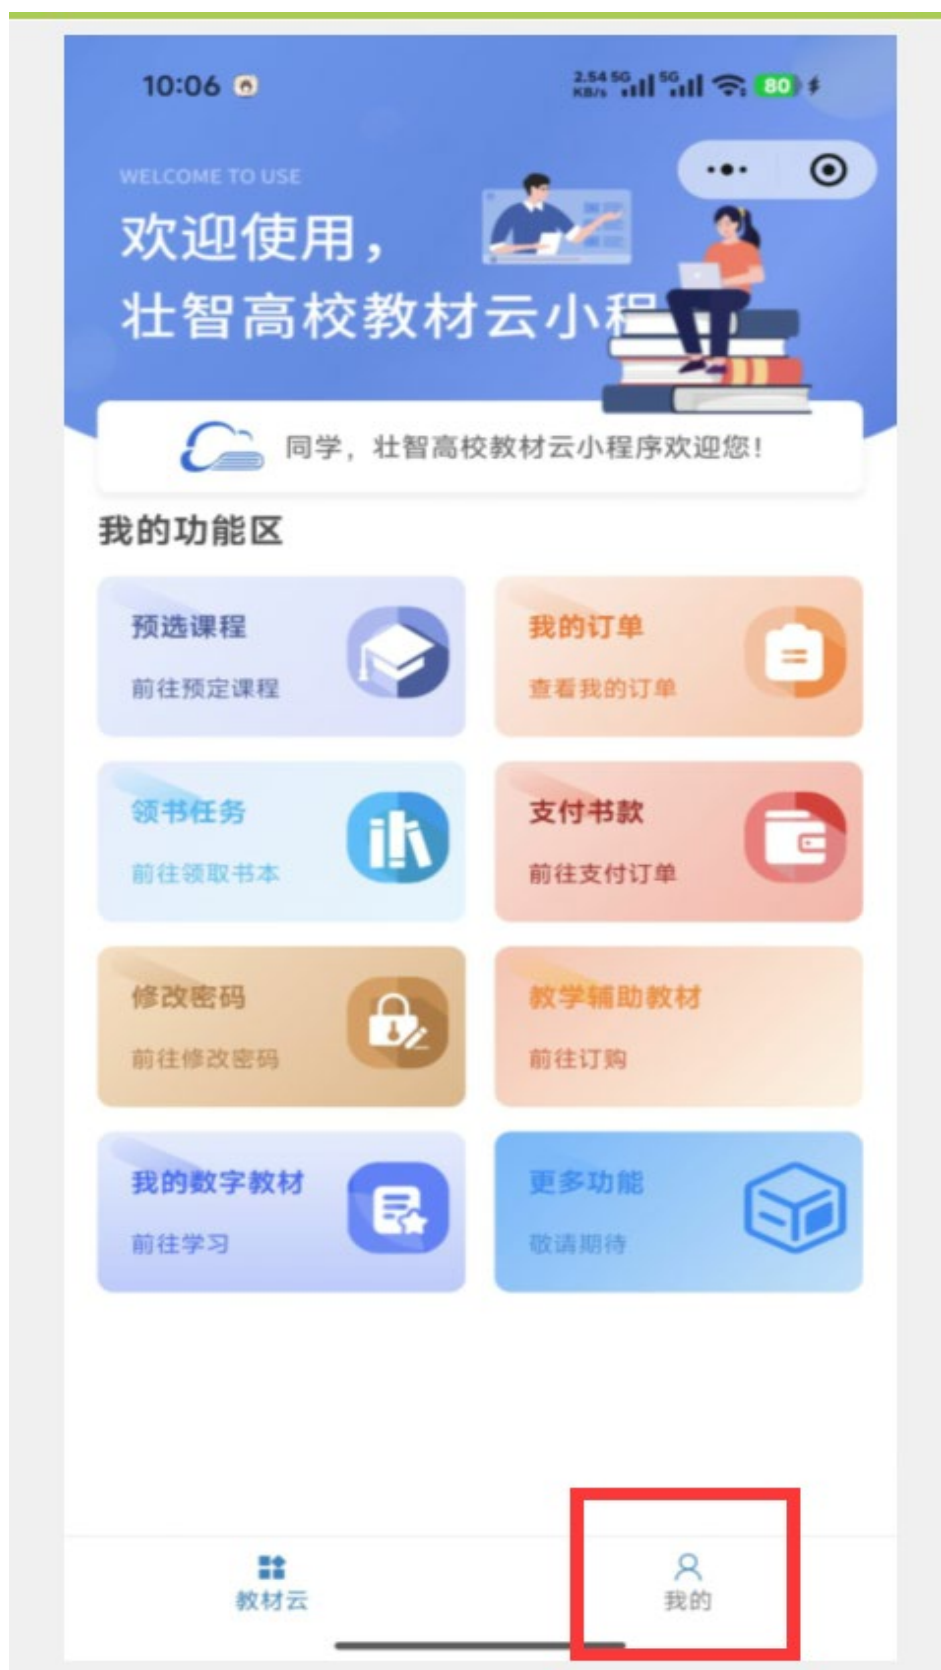 10:06
2.54 5G 5G 80
KB/s
WELCOME TO USE
欢迎使用，
壮智高校教材云小程
同学，壮智高校教材云小程序欢迎您！
我的功能区
预选课程
前往预定课程
我的订单
查看我的订单
领书任务
前往领取书本
支付书款
前往支付订单
修改密码
前往修改密码
教学辅助教材
前往订购
我的数字教材
前往学习
更多功能
敬请期待
教材云
我的